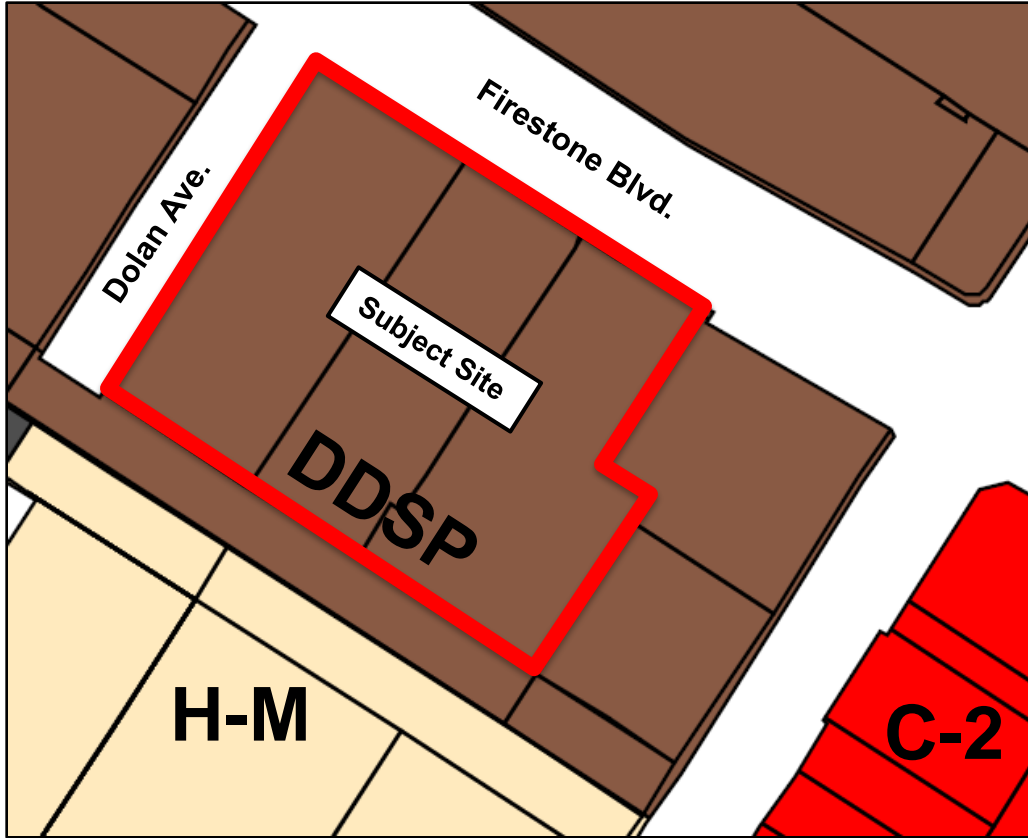 Firestone Blvd.
Dolan Ave.
Subject Site
DDSP
H-M
C-2